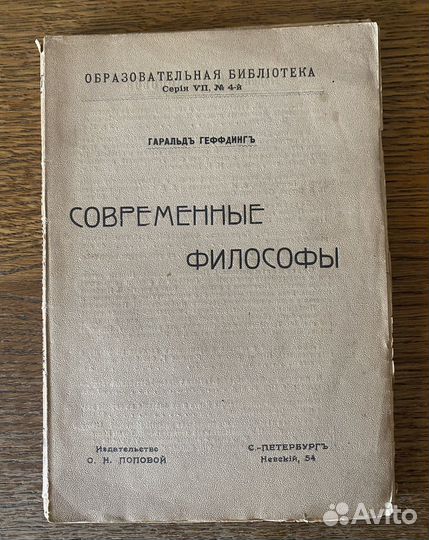 ОБРАЗОВАТЕЛЬНАЯ БИБЛІОТЕКА
Серія VII, № 4-й
ГАРАЛЬДЪ ГЕФФДИНГЪ
СОВРЕМЕННЫЕ
ФИЛОСОФЫ
Издательство
О. Н. ПОПОВОЙ
С.-ПЕТЕРБУРГЪ
Невскій, 54
Avito